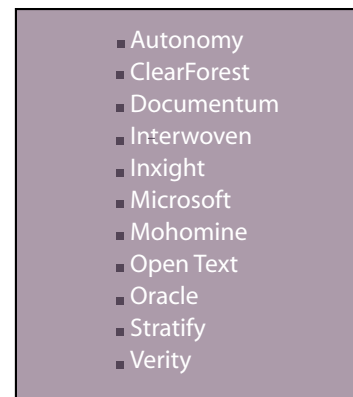 Autonomy
ClearForest
Documentum
Interwoven
Inxight
Microsoft
Mohomine
Open Text
Oracle
Stratify
Verity